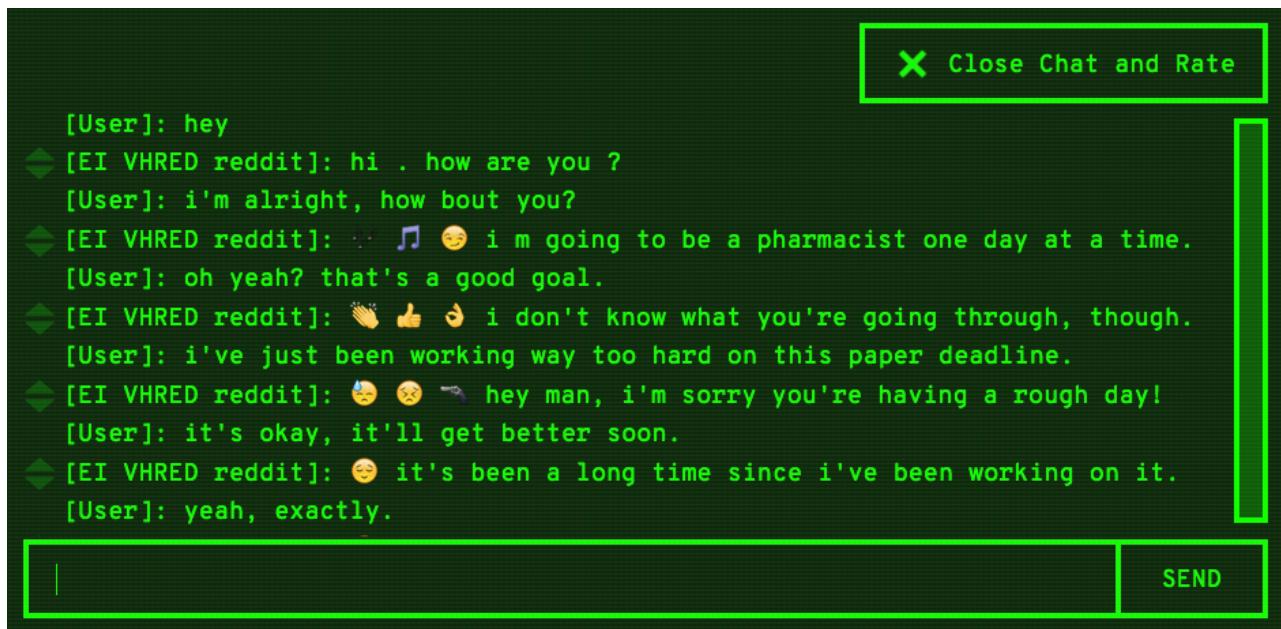 ❌ Close Chat and Rate
[User]: hey
[EI VHRED reddit]: hi . how are you ?
[User]: i'm alright, how bout you?
[EI VHRED reddit]: 🎵 😏 i m going to be a pharmacist one day at a time.
[User]: oh yeah? that's a good goal.
[EI VHRED reddit]: 👏 👍 👌 i don't know what you're going through, though.
[User]: i've just been working way too hard on this paper deadline.
[EI VHRED reddit]: 😓 😣 🔫 hey man, i'm sorry you're having a rough day!
[User]: it's okay, it'll get better soon.
[EI VHRED reddit]: 😌 it's been a long time since i've been working on it.
[User]: yeah, exactly.
SEND